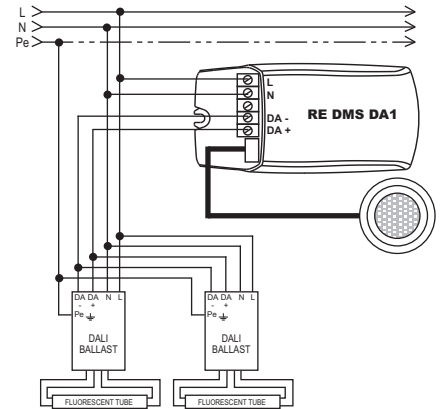 L
N
Pe
L
N
DA -
DA +
RE DMS DA1
DA DA N L
- +
Pe
DALI
BALLAST
FLUORESCENT TUBE
DA DA N L
- +
Pe
DALI
BALLAST
FLUORESCENT TUBE